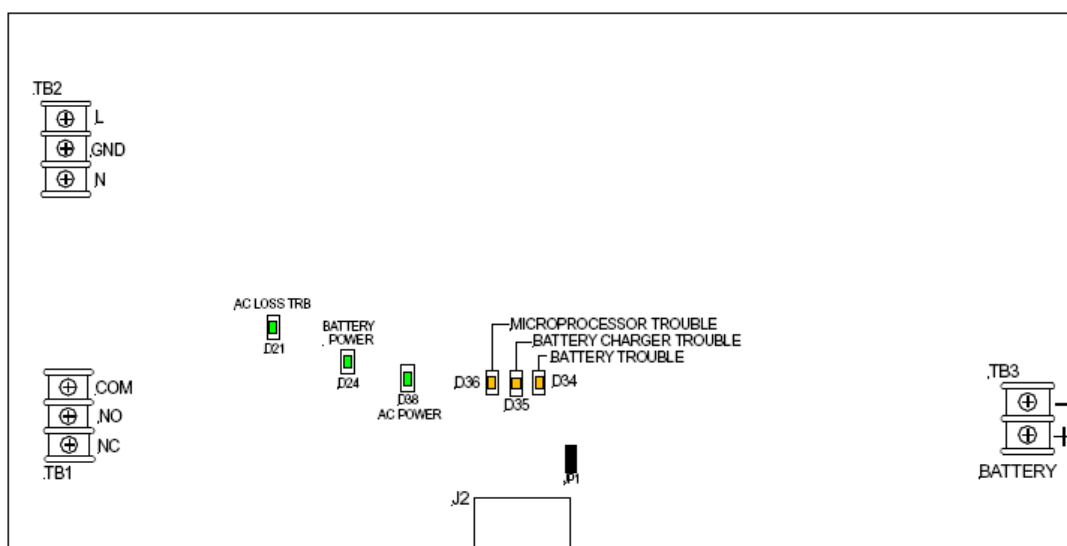 TB2
L
GND
N
AC LOSS TRB
D21
BATTERY
POWER
D24
D38
AC POWER
MICROPROCESSOR TROUBLE
BATTERY CHARGER TROUBLE
BATTERY TROUBLE
D36
D35
D34
COM
NO
NC
TB1
TB3
-
+
BATTERY
JP1
J2